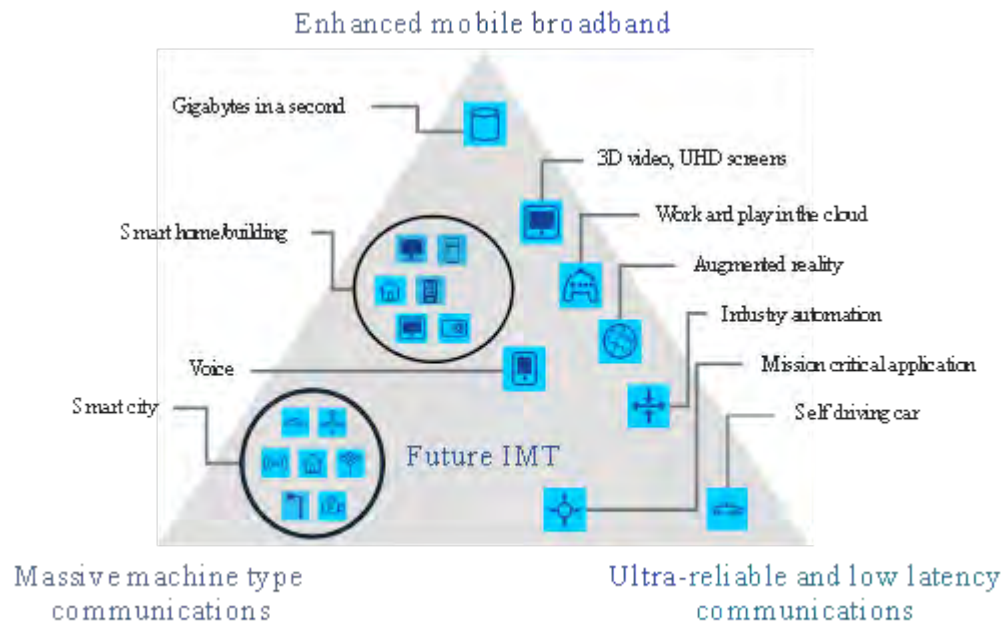 Enhanced mobile broadband
Gigabytes in a second
3D video, UHD screens
Smart home/building
Work and play in the cloud
Augmented reality
Industry automation
Voice
Mission critical application
Smart city
Self driving car
Future IMT
Massive machine type
communications
Ultra-reliable and low latency
communications